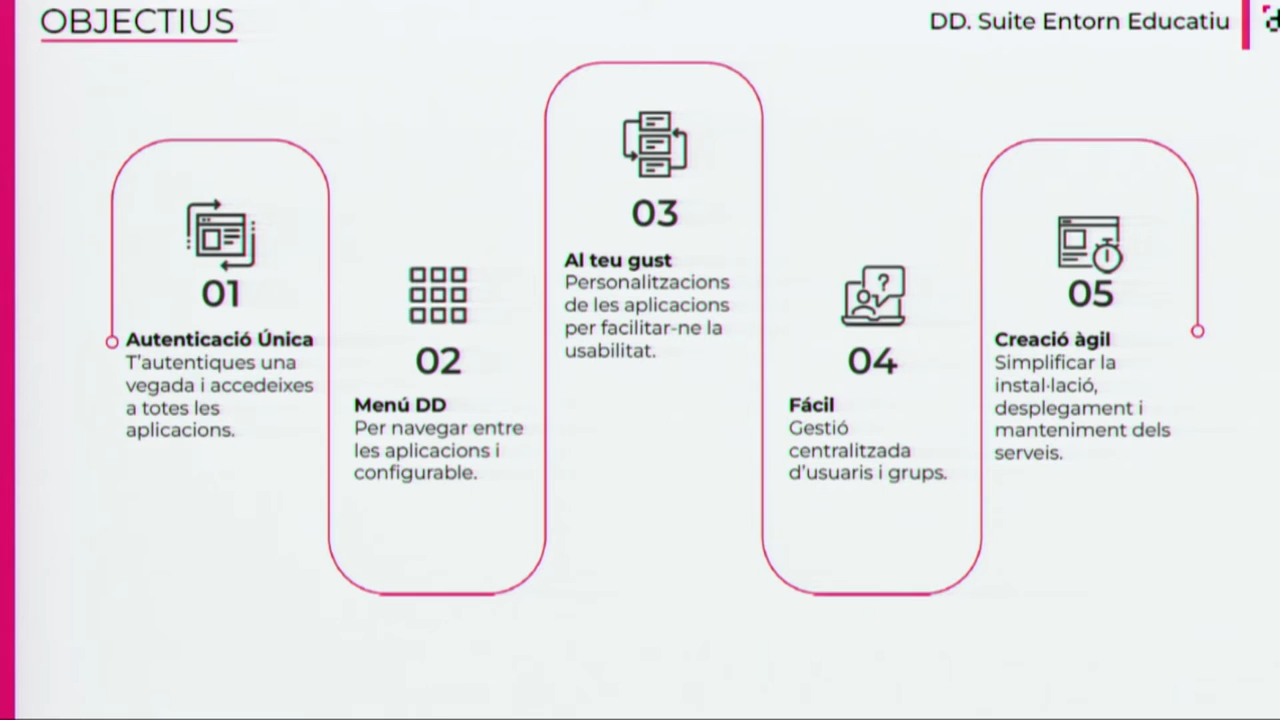 OBJECTIUS
DD. Suite Entorn Educatiu
01
Autenticació Única
T'autentiques una
vegada i accedeixes
a totes les
aplicacions.
02
Menú DD
Per navegar entre
les aplicacions i
configurable.
03
Al teu gust
Personalitzacions
de les aplicacions
per facilitar-ne la
usabilitat.
?
04
Fácil
Gestió
centralitzada
d'usuaris i grups.
05
Creació àgil
Simplificar la
instal·lació,
desplegament i
manteniment dels
serveis.